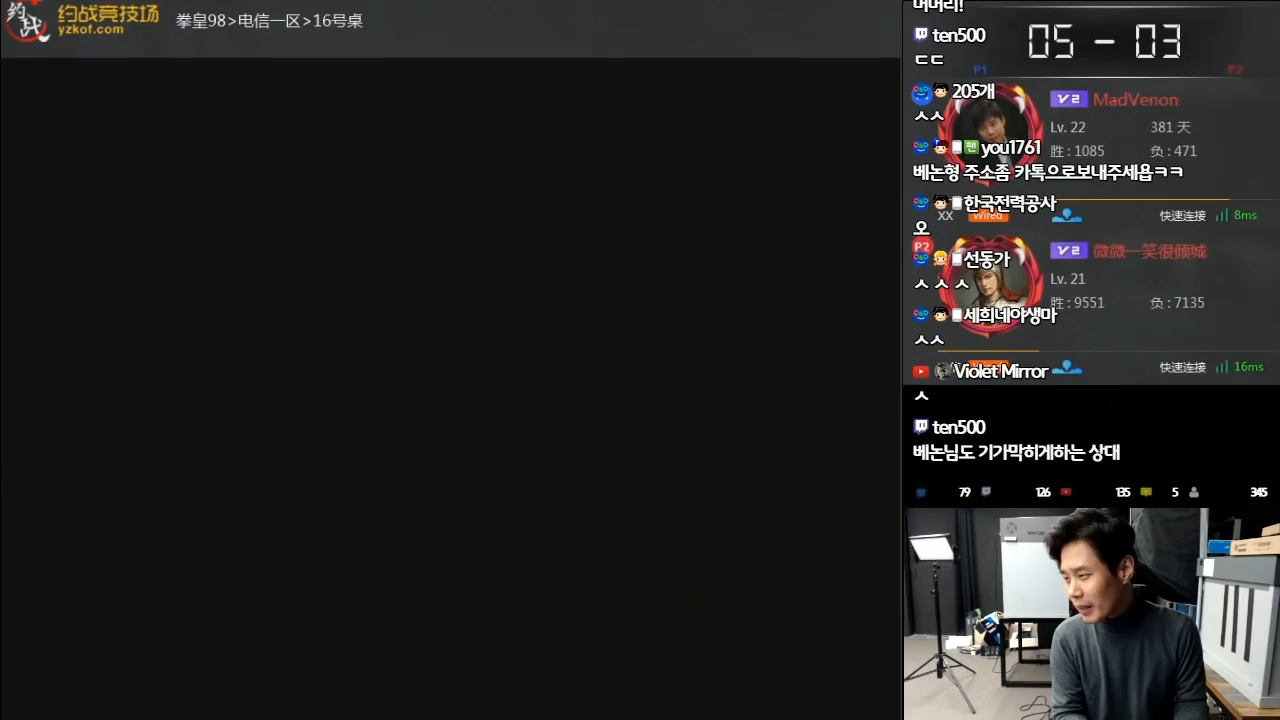 约战
约战竞技场
yzkof.com
拳皇98>电信一区>16号桌
머머리!
ten500
ㄷㄷ
05 - 03
P1
P2
205개
ㅅㅅ
V2 MadVenon
Lv. 22
381 天
胜 : 1085
负 : 471
팬 you1761
베논형 주소좀 카톡으로보내주세욥ㅋㅋ
한국전력공사
오
XX
Wired
快速连接
8ms
P2
선동가
ㅅ ㅅ ㅅ
V2 微微一笑很倾城
Lv. 21
胜 : 9551
负 : 7135
세희네야생마
ㅅㅅ
Violet Mirror
ㅅ
快速连接
16ms
ten500
베논님도 기가막히게하는 상대
79
126
135
5
345